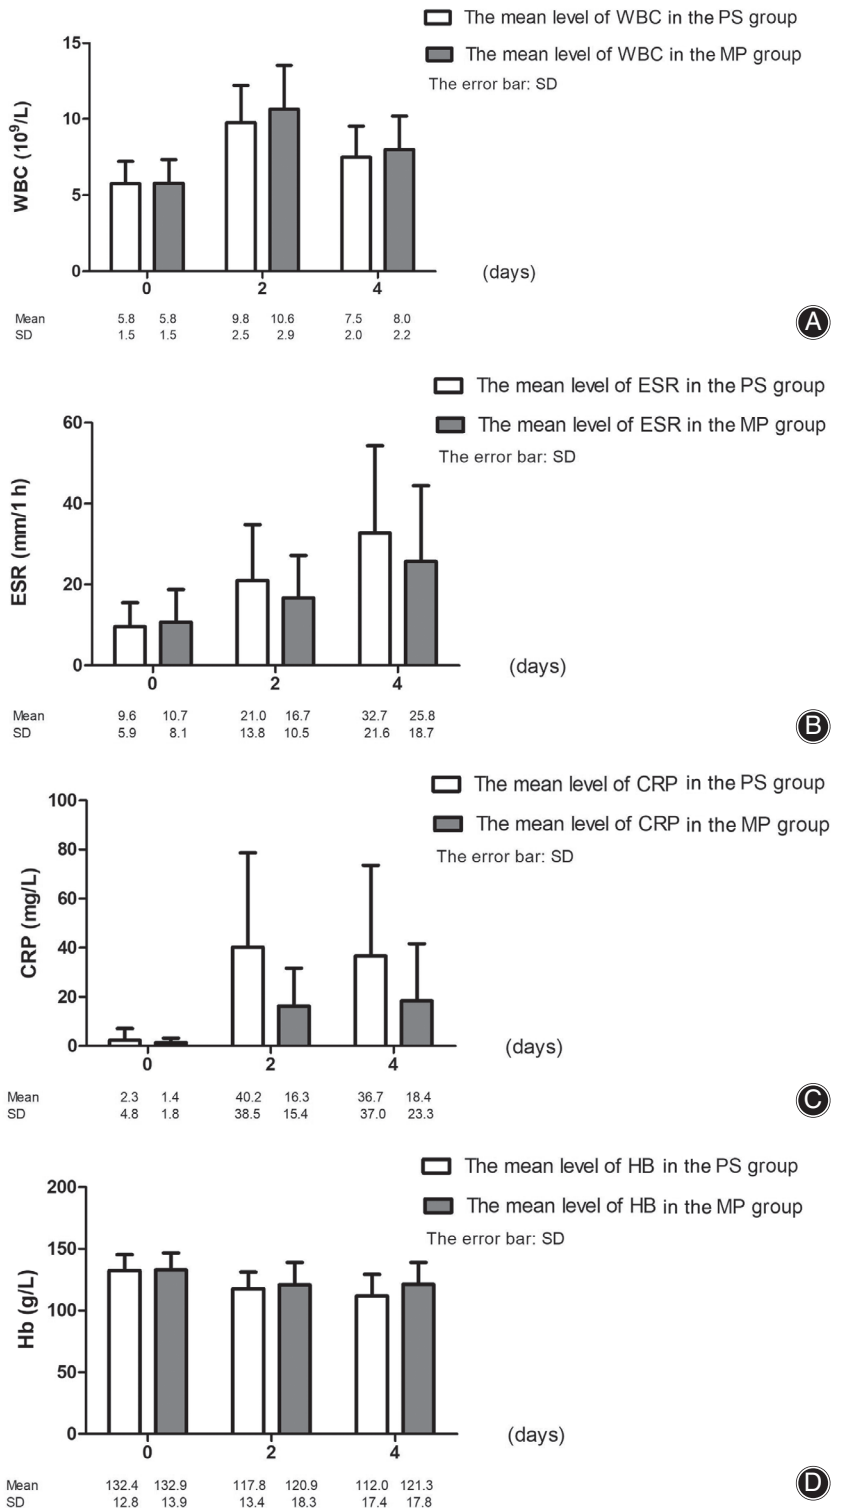 The mean level of WBC in the PS group
The mean level of WBC in the MP group
The error bar: SD
WBC (10⁹/L)
15
10
5
0
0 2 4
(days)
Mean 5.8 5.8 9.8 10.6 7.5 8.0
SD 1.5 1.5 2.5 2.9 2.0 2.2
A
The mean level of ESR in the PS group
The mean level of ESR in the MP group
The error bar: SD
ESR (mm/1 h)
60
40
20
0
0 2 4
(days)
Mean 9.6 10.7 21.0 16.7 32.7 25.8
SD 5.9 8.1 13.8 10.5 21.6 18.7
B
The mean level of CRP in the PS group
The mean level of CRP in the MP group
The error bar: SD
CRP (mg/L)
100
80
60
40
20
0
0 2 4
(days)
Mean 2.3 1.4 40.2 16.3 36.7 18.4
SD 4.8 1.8 38.5 15.4 37.0 23.3
C
The mean level of HB in the PS group
The mean level of HB in the MP group
The error bar: SD
Hb (g/L)
200
150
100
50
0
0 2 4
(days)
Mean 132.4 132.9 117.8 120.9 112.0 121.3
SD 12.8 13.9 13.4 18.3 17.4 17.8
D